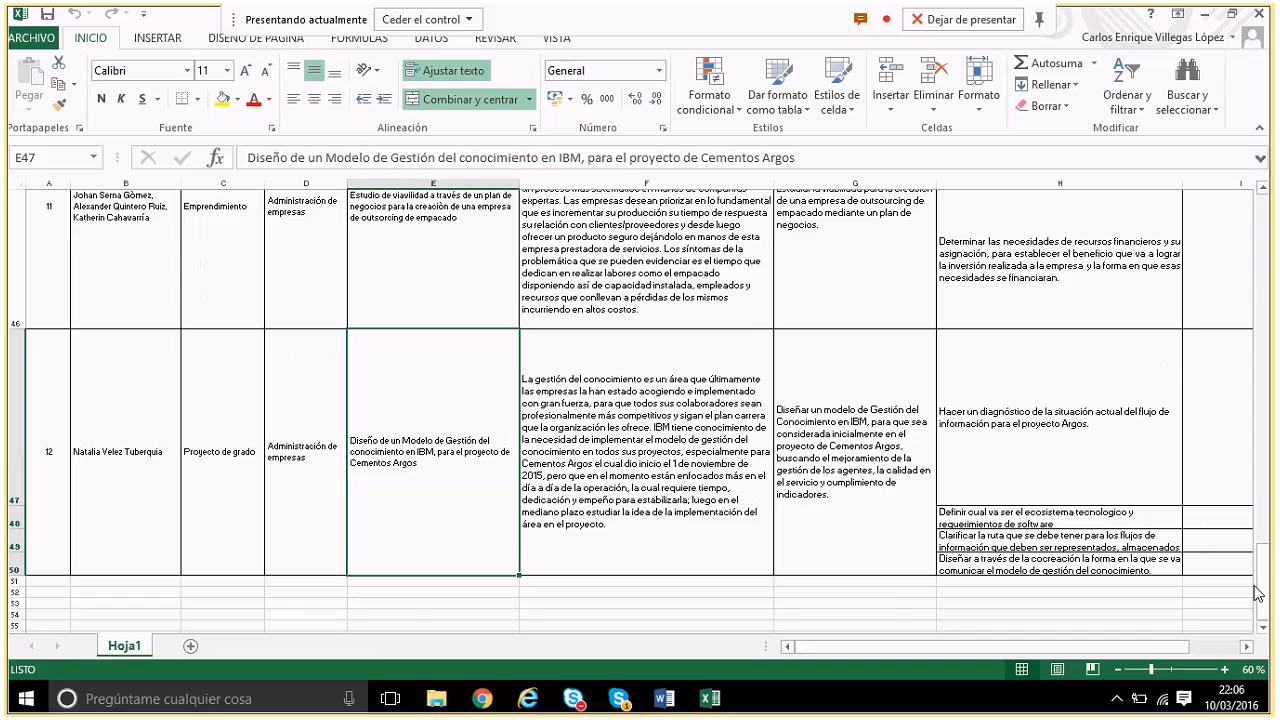 Presentando actualmente
Ceder el control
Dejar de presentar
ARCHIVO
INICIO
INSERTAR
DISEÑO DE PÁGINA
FÓRMULAS
DATOS
REVISAR
VISTA
Carlos Enrique Villegas López
Pegar
Calibri
11
N K S
A
Ajustar texto
Combinar y centrar
General
% 000
Formato condicional
Dar formato como tabla
Estilos de celda
Insertar
Eliminar
Formato
Autosuma
Rellenar
Borrar
Ordenar y filtrar
Buscar y seleccionar
Portapapeles
Fuente
Alineación
Número
Estilos
Celdas
Modificar
E47
fx
Diseño de un Modelo de Gestión del conocimiento en IBM, para el proyecto de Cementos Argos
A B C D E F G H I
11
Johan Serna Gòmez,
Alexander Quintero Ruiz,
Katherin Cahavarría
Emprendimiento
Administración de
empresas
Estudio de viavilidad a través de un plan de
negocios para la creaciòn de una empresa
de outsorcing de empacado
un proceso más sistematizado en manos de compañías
expertas. Las empresas desean priorizar en lo fundamental
que es incrementar su producción su tiempo de respuesta
su relación con clientes/proveedores y desde luego
ofrecer un producto seguro dejándolo en manos de esta
empresa prestadora de servicios. Los síntomas de la
problemática que se pueden evidenciar es el tiempo que
dedican en realizar labores como el empacado
disponiendo así de capacidad instalada, empleados y
recursos que conllevan a pérdidas de los mismos
incurriendo en altos costos.
Estudiar la viabilidad para la creación
de una empresa de outsourcing de
empacado mediante un plan de
negocios.
Determinar las necesidades de recursos financieros y su
asignación, para establecer el beneficio que va a lograr
la inversión realizada a la empresa y la forma en que esas
necesidades se financiaran.
46
12
Natalia Velez Tuberquia
Proyecto de grado
Administración de
empresas
Diseño de un Modelo de Gestión del
conocimiento en IBM, para el proyecto de
Cementos Argos
La gestión del conocimiento es un área que últimamente
las empresas la han estado acogiendo e implementado
con gran fuerza, para que todos sus colaboradores sean
profesionalmente más competitivos y sigan el plan carrera
que la organización les ofrece. IBM tiene conocimiento de
la necesidad de implementar el modelo de gestión del
conocimiento en todos sus proyectos, especialmente para
Cementos Argos el cual dio inicio el 1 de noviembre de
2015, pero que en el momento están enfocados más en el
día a día de la operación, la cual requiere tiempo,
dedicación y empeño para estabilizarla; luego en el
mediano plazo estudiar la idea de la implementación del
área en el proyecto.
Diseñar un modelo de Gestión del
Conocimiento en IBM, para que sea
considerada inicialmente en el
proyecto de Cementos Argos,
buscando el mejoramiento de la
gestión de los agentes, la calidad en
el servicio y cumplimiento de
indicadores.
Hacer un diagnóstico de la situación actual del flujo de
información para el proyecto Argos.
47
Definir cual va ser el ecosistema tecnologico y
requerimientos de software
48
Clarificar la ruta que se debe tener para los flujos de
información que deben ser representados, almacenados
49
Diseñar a través de la cocreación la forma en la que se va
comunicar el modelo de gestión del conocimiento.
50
51
52
53
54
55
Hoja1
LISTO
60 %
Pregúntame cualquier cosa
22:06
10/03/2016